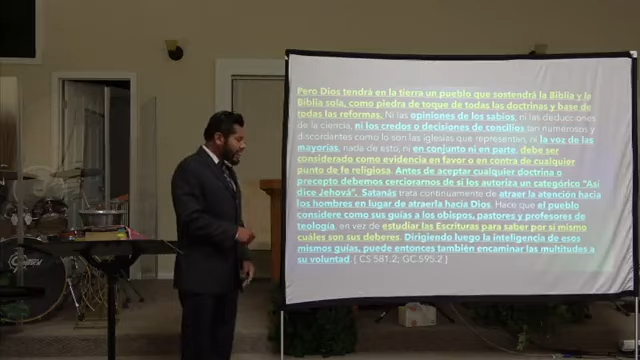 Pero Dios tendrá en la tierra un pueblo que sostendrá la Biblia y la
Biblia sola, como piedra de toque de todas las doctrinas y base de
todas las reformas. Ni las opiniones de los sabios, ni las deducciones
de la ciencia, ni los credos o decisiones de concilios tan numerosos y
discordantes como lo son las iglesias que representan, ni la voz de las
mayorías, nada de esto, ni en conjunto ni en parte, debe ser
considerado como evidencia en favor o en contra de cualquier
punto de fe religiosa. Antes de aceptar cualquier doctrina o
precepto debemos cerciorarnos de si los autoriza un categórico "Así
dice Jehová". Satanás trata continuamente de atraer la atención hacia
los hombres en lugar de atraerla hacia Dios. Hace que el pueblo
considere como sus guías a los obispos, pastores y profesores de
teología, en vez de estudiar las Escrituras para saber por sí mismo
cuáles son sus deberes. Dirigiendo luego la inteligencia de esos
mismos guías, puede entonces también encaminar las multitudes a
su voluntad. [ CS 581.2; GC 595.2 ]